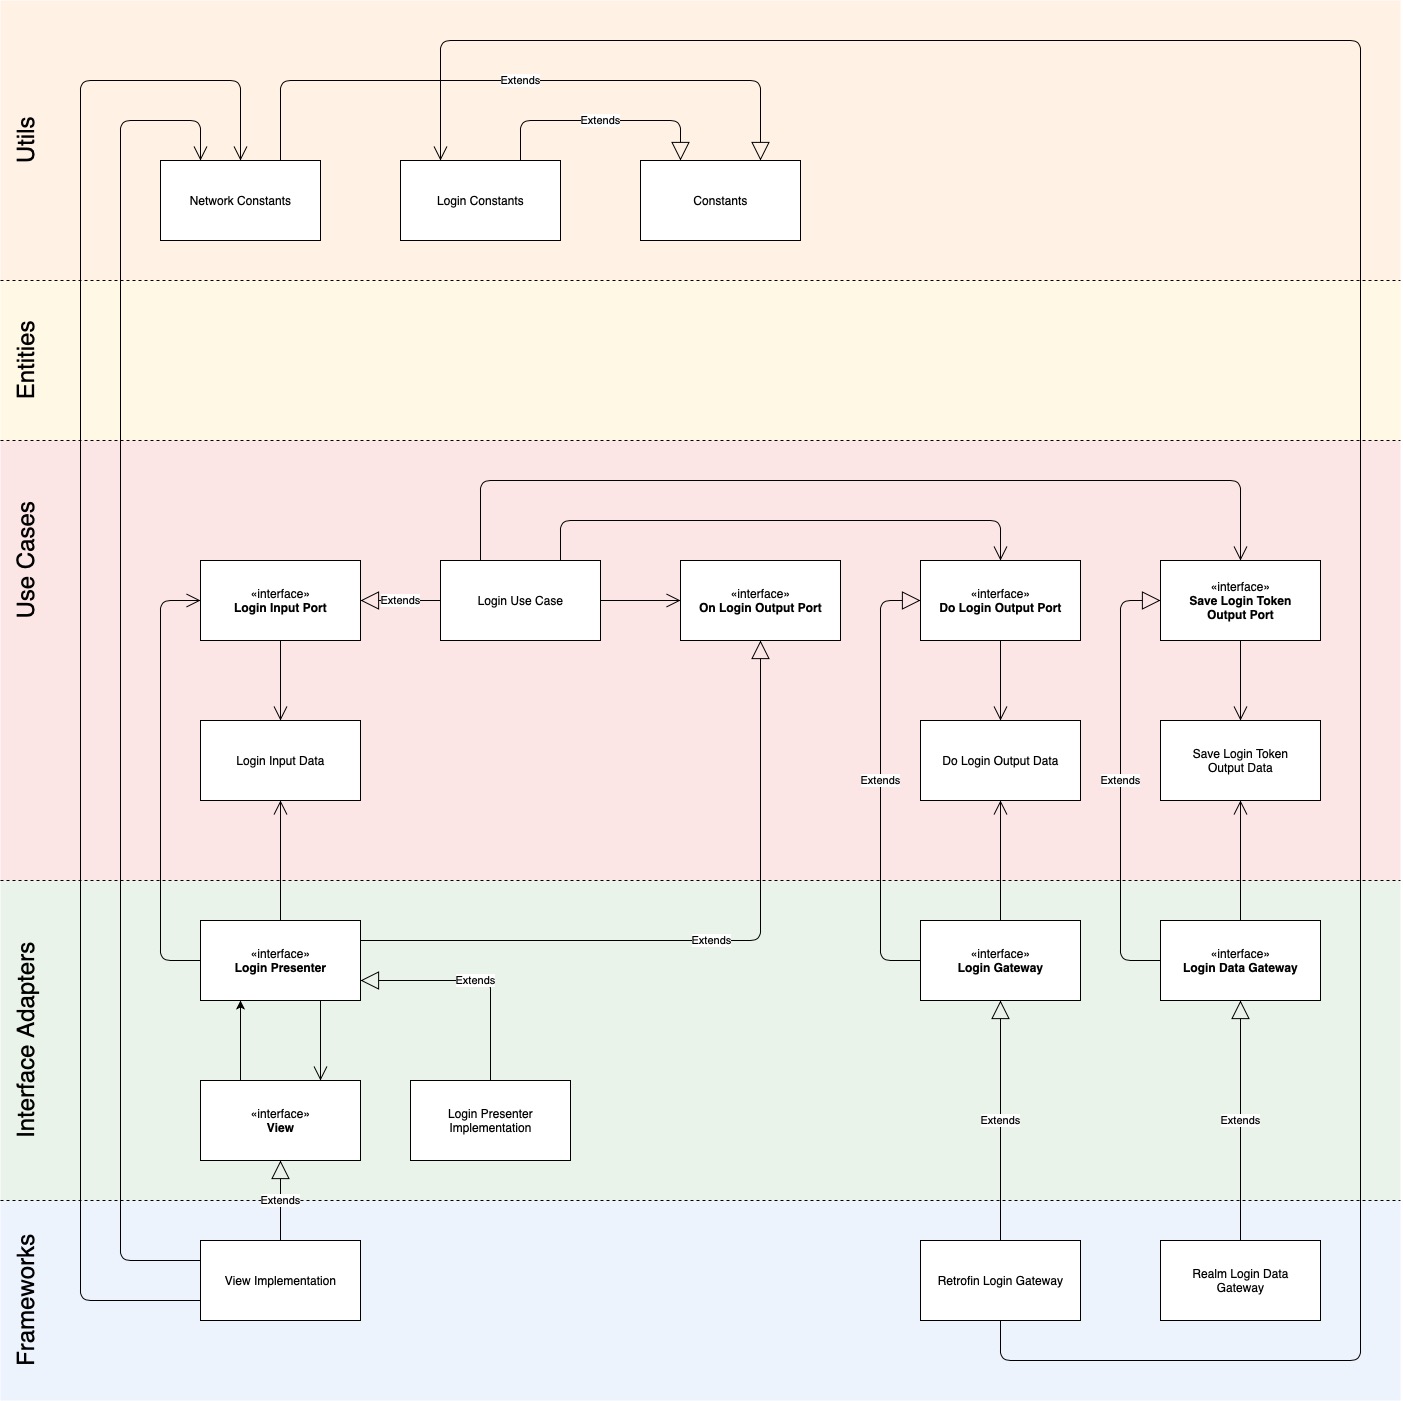 Utils
Extends
Extends
Network Constants
Login Constants
Constants
Entities
Use Cases
«interface»
Login Input Port
Extends
Login Use Case
«interface»
On Login Output Port
«interface»
Do Login Output Port
«interface»
Save Login Token
Output Port
Login Input Data
Do Login Output Data
Save Login Token
Output Data
Extends
Extends
Interface Adapters
«interface»
Login Presenter
Extends
Extends
«interface»
Login Gateway
«interface»
Login Data Gateway
«interface»
View
Login Presenter
Implementation
Extends
Extends
Extends
Frameworks
View Implementation
Retrofin Login Gateway
Realm Login Data
Gateway